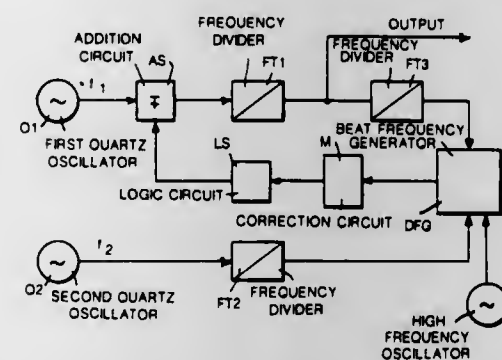 OUTPUT
FREQUENCY
DIVIDER
ADDITION
CIRCUIT
AS
FT1
FREQUENCY
DIVIDER
FT3
f1
∓
O1
FIRST QUARTZ
OSCILLATOR
BEAT FREQUENCY
GENERATOR
LS
M
LOGIC CIRCUIT
CORRECTION CIRCUIT
DFG
f2
O2
SECOND QUARTZ
OSCILLATOR
FT2
FREQUENCY
DIVIDER
HIGH
FREQUENCY
OSCILLATOR